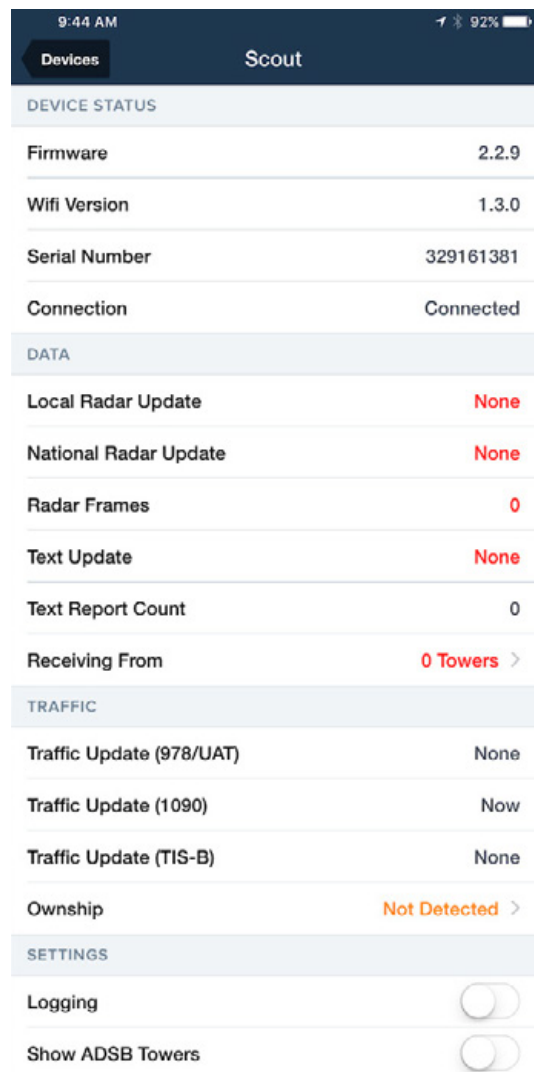 9:44 AM 92%
Devices Scout
DEVICE STATUS
Firmware 2.2.9
Wifi Version 1.3.0
Serial Number 329161381
Connection Connected
DATA
Local Radar Update None
National Radar Update None
Radar Frames 0
Text Update None
Text Report Count 0
Receiving From 0 Towers >
TRAFFIC
Traffic Update (978/UAT) None
Traffic Update (1090) Now
Traffic Update (TIS-B) None
Ownship Not Detected >
SETTINGS
Logging
Show ADSB Towers